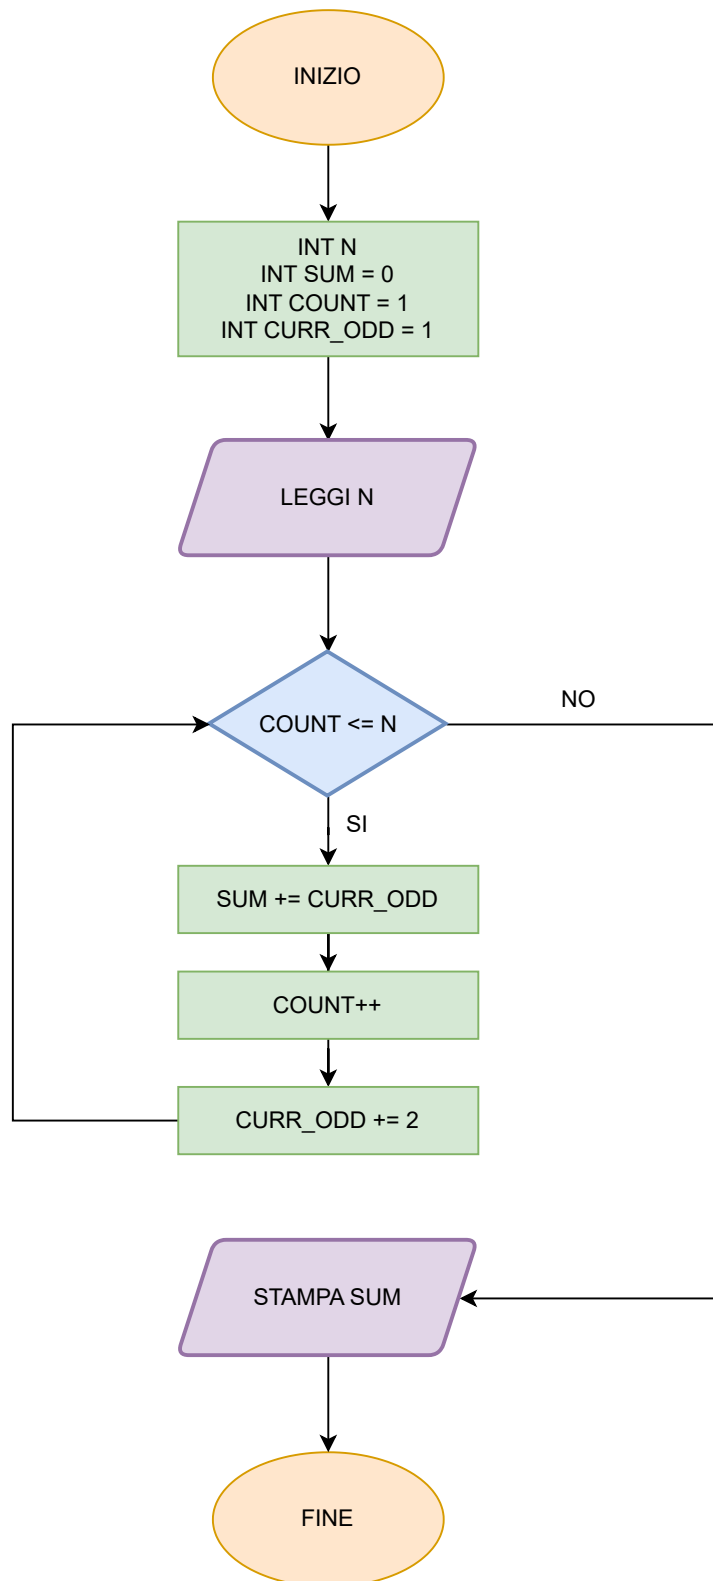 INIZIO
INT N
INT SUM = 0
INT COUNT = 1
INT CURR_ODD = 1
LEGGI N
COUNT <= N
NO
SI
SUM += CURR_ODD
COUNT++
CURR_ODD += 2
STAMPA SUM
FINE